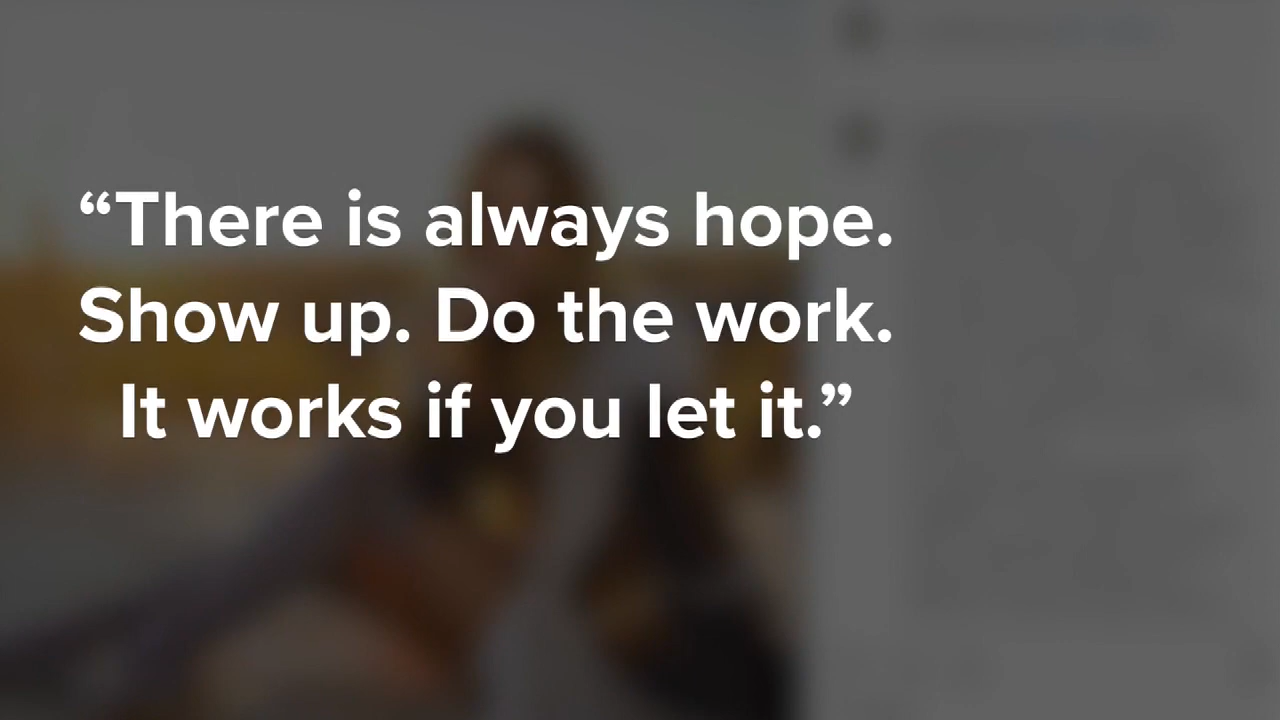 “There is always hope.
Show up. Do the work.
It works if you let it.”